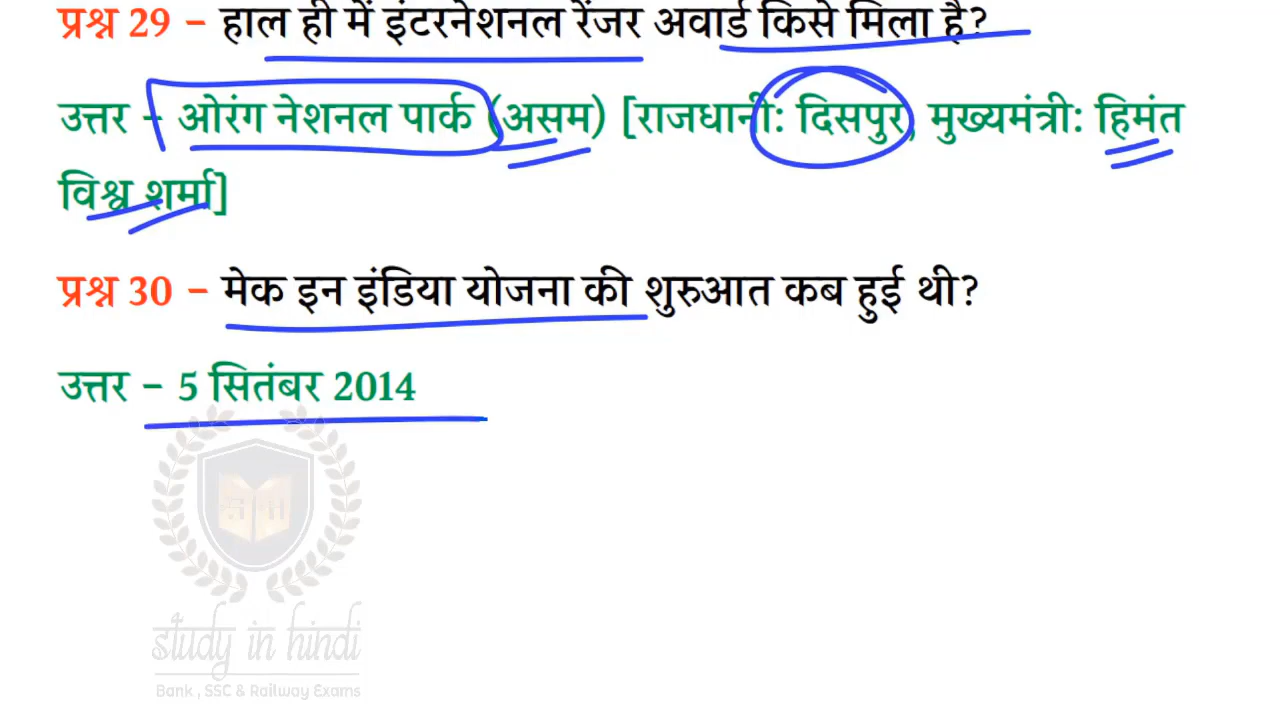 प्रश्न 29 – हाल ही में इंटरनेशनल रेंजर अवार्ड किसे मिला है?
उत्तर – ओरंग नेशनल पार्क (असम) [राजधानी: दिसपुर, मुख्यमंत्री: हिमंत
विश्व शर्मा]
प्रश्न 30 – मेक इन इंडिया योजना की शुरुआत कब हुई थी?
उत्तर – 5 सितंबर 2014
study in hindi
Bank , SSC & Railway Exams